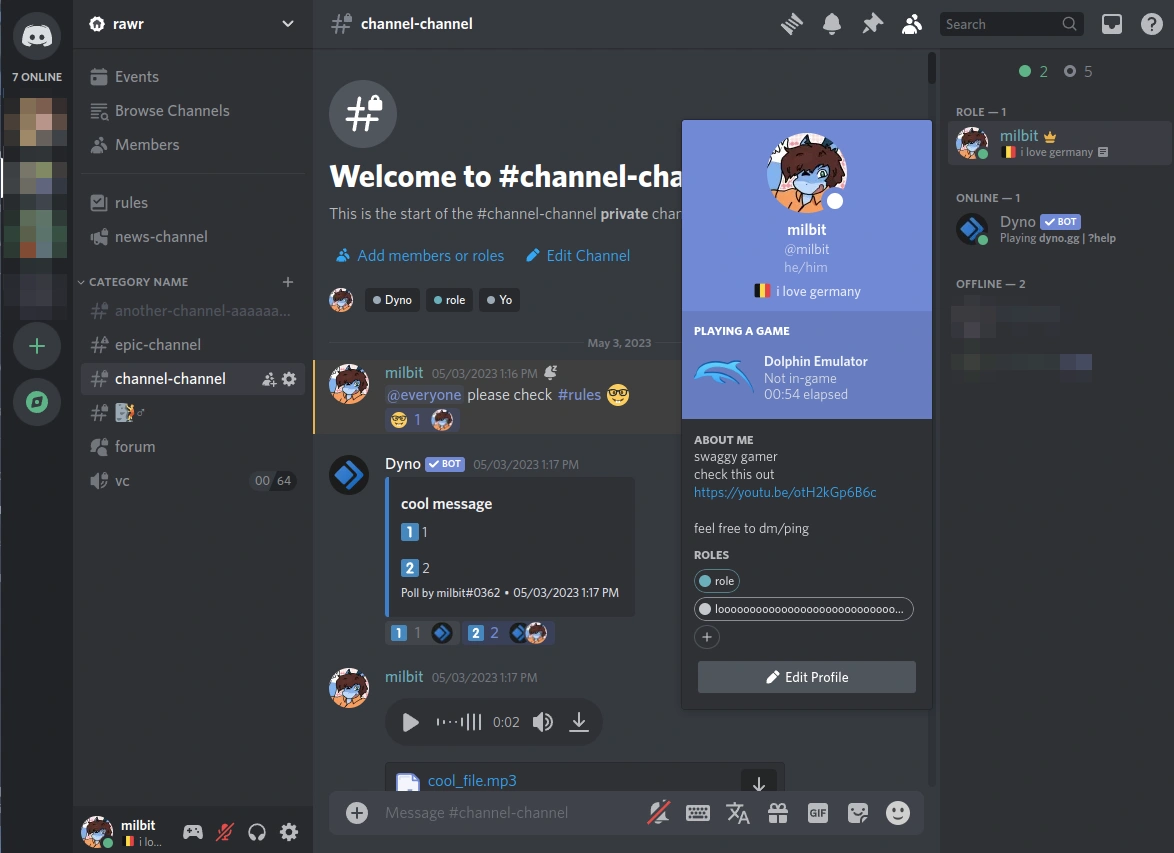 7 ONLINE
rawr
Events
Browse Channels
Members
rules
news-channel
CATEGORY NAME
another-channel-aaaaaa...
epic-channel
channel-channel
🧗♂
forum
vc
00 64
milbit
🇧🇪 i lo...
channel-channel
Search
Welcome to #channel-cha
This is the start of the #channel-channel private char
Add members or roles
Edit Channel
Dyno
role
Yo
May 3, 2023
milbit 05/03/2023 1:16 PM
@everyone please check #rules 🤓
🤓 1
Dyno BOT 05/03/2023 1:17 PM
cool message
1️⃣ 1
2️⃣ 2
Poll by milbit#0362 • 05/03/2023 1:17 PM
1️⃣ 1
2️⃣ 2
milbit 05/03/2023 1:17 PM
0:02
cool_file.mp3
Message #channel-channel
GIF
milbit
@milbit
he/him
🇧🇪 i love germany
PLAYING A GAME
Dolphin Emulator
Not in-game
00:54 elapsed
ABOUT ME
swaggy gamer
check this out
https://youtu.be/otH2kGp6B6c
feel free to dm/ping
ROLES
role
looooooooooooooooooooooooooo...
Edit Profile
2 5
ROLE — 1
milbit
🇧🇪 i love germany
ONLINE — 1
Dyno BOT
Playing dyno.gg | ?help
OFFLINE — 2